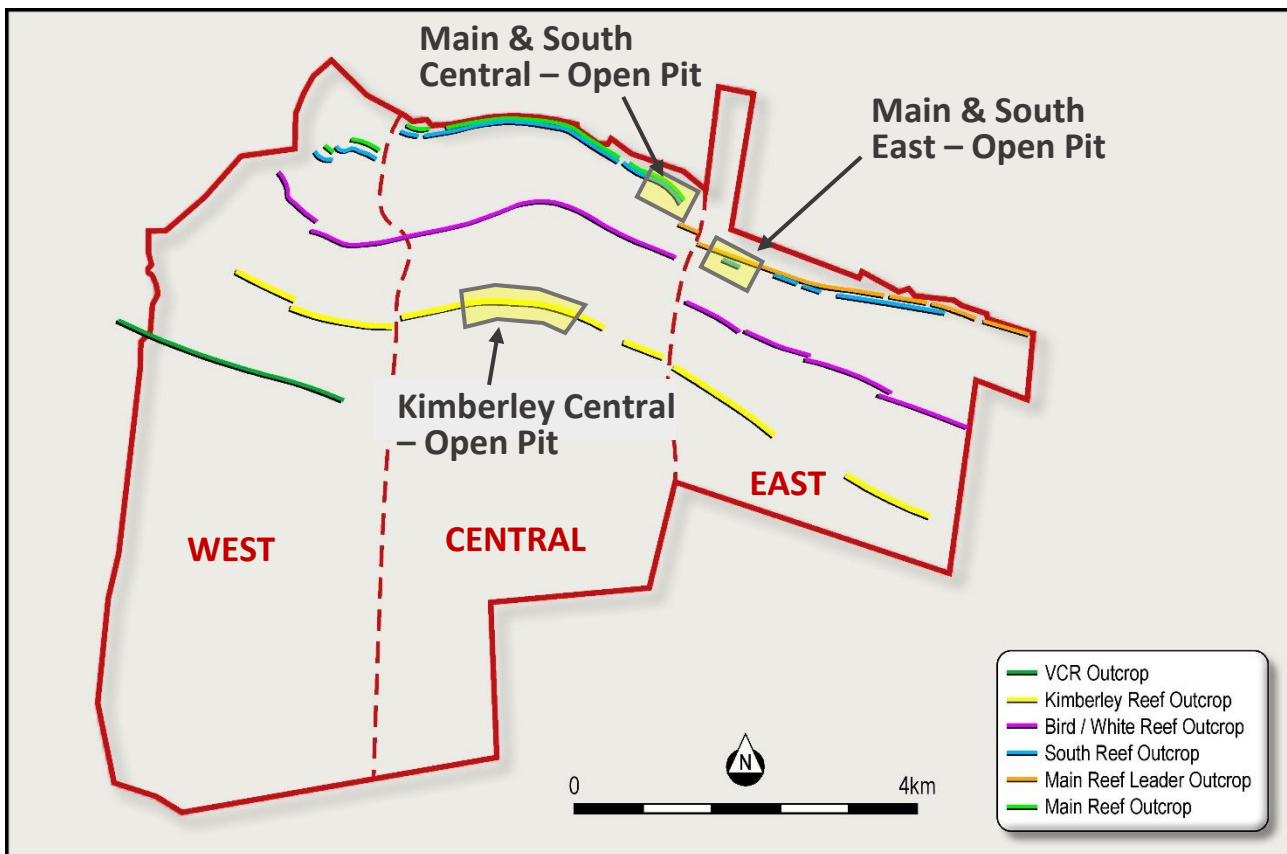 Main & South
Central – Open Pit
Main & South
East – Open Pit
Kimberley Central
– Open Pit
EAST
WEST
CENTRAL
N
0
4km
VCR Outcrop
Kimberley Reef Outcrop
Bird / White Reef Outcrop
South Reef Outcrop
Main Reef Leader Outcrop
Main Reef Outcrop